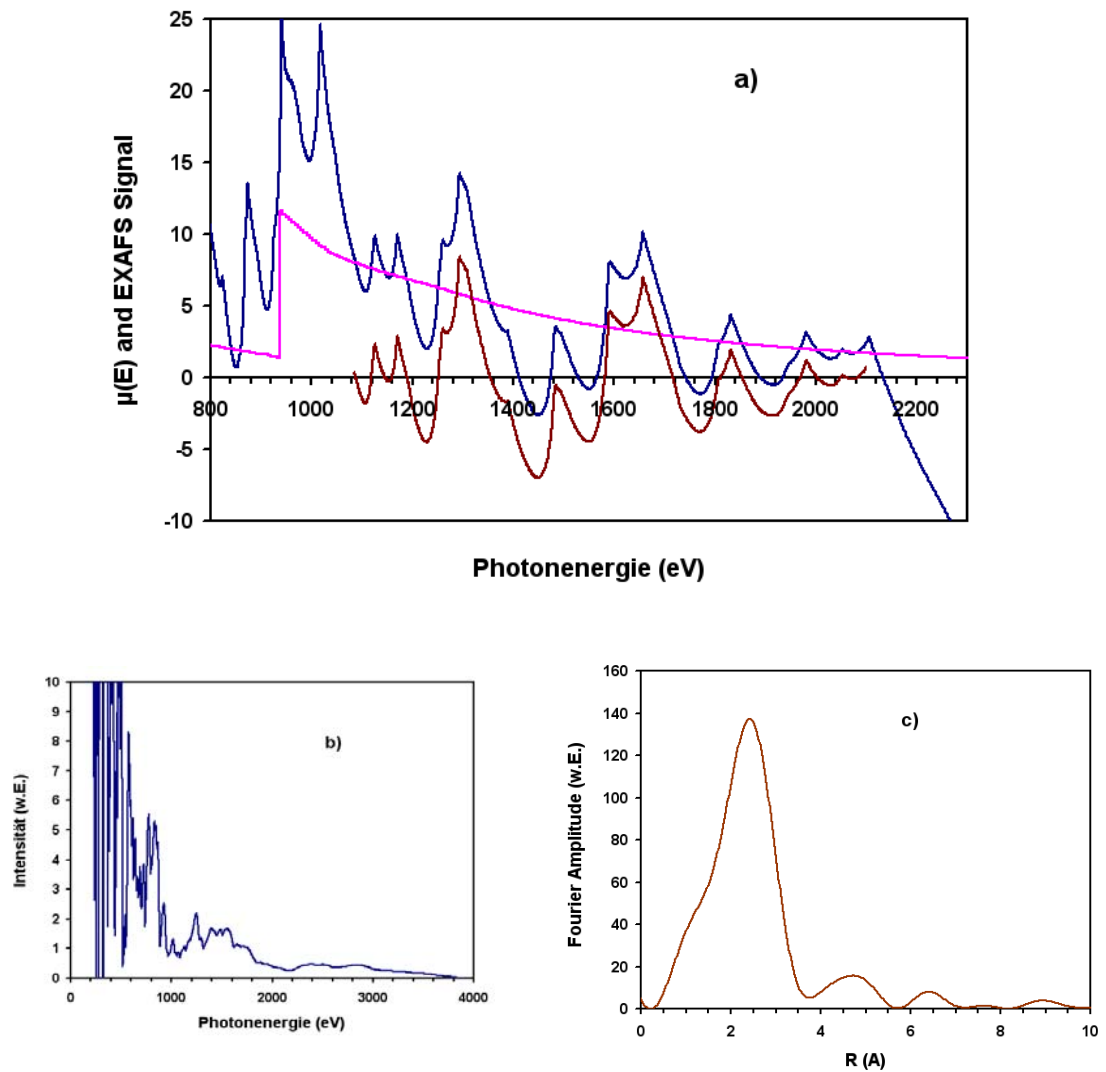 a)
µ(E) and EXAFS Signal
25
20
15
10
5
0
-5
-10
800 1000 1200 1400 1600 1800 2000 2200
Photonenergie (eV)
b)
Intensität (w.E.)
10
9
8
7
6
5
4
3
2
1
0
0 1000 2000 3000 4000
Photonenergie (eV)
c)
Fourier Amplitude (w.E.)
160
140
120
100
80
60
40
20
0
0 2 4 6 8 10
R (A)